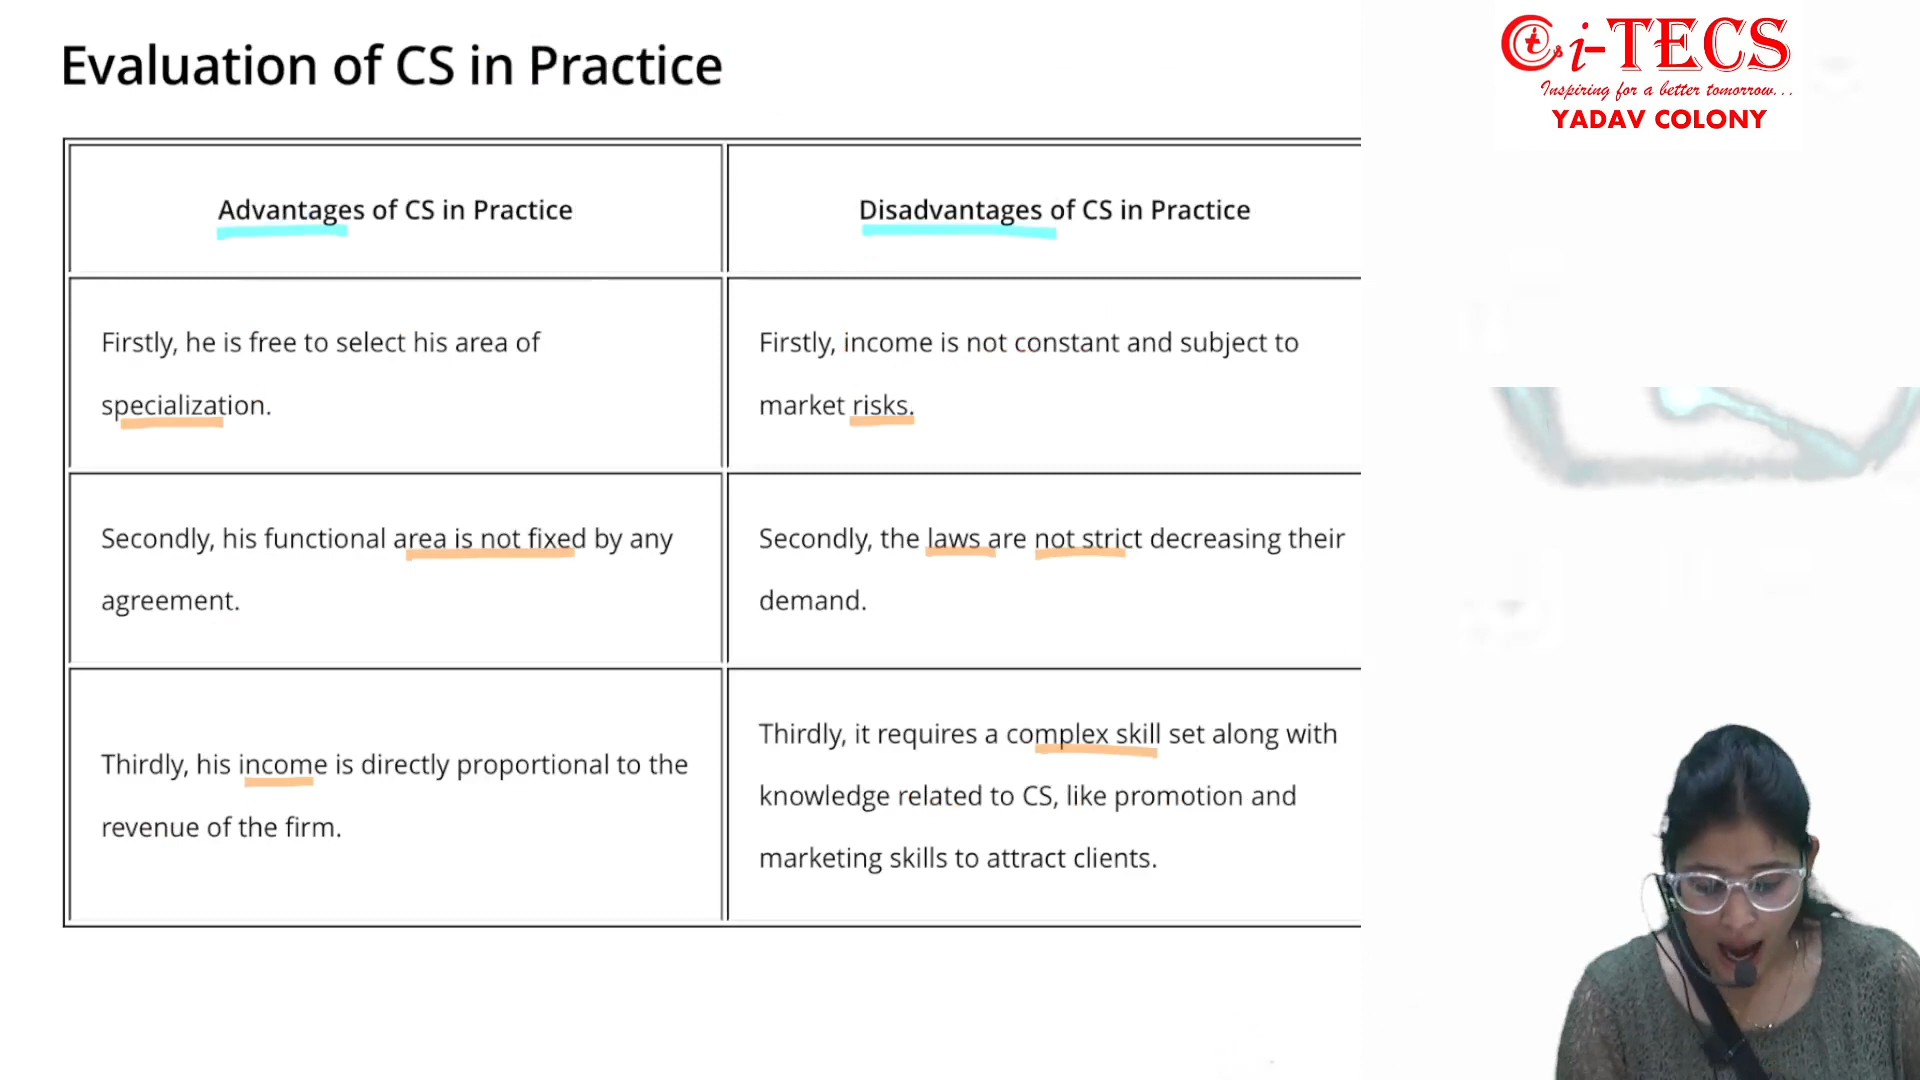 Evaluation of CS in Practice
i-TECS
Inspiring for a better tomorrow...
YADAV COLONY
Advantages of CS in Practice
Disadvantages of CS in Practice
Firstly, he is free to select his area of
specialization.
Firstly, income is not constant and subject to
market risks.
Secondly, his functional area is not fixed by any
agreement.
Secondly, the laws are not strict decreasing their
demand.
Thirdly, his income is directly proportional to the
revenue of the firm.
Thirdly, it requires a complex skill set along with
knowledge related to CS, like promotion and
marketing skills to attract clients.